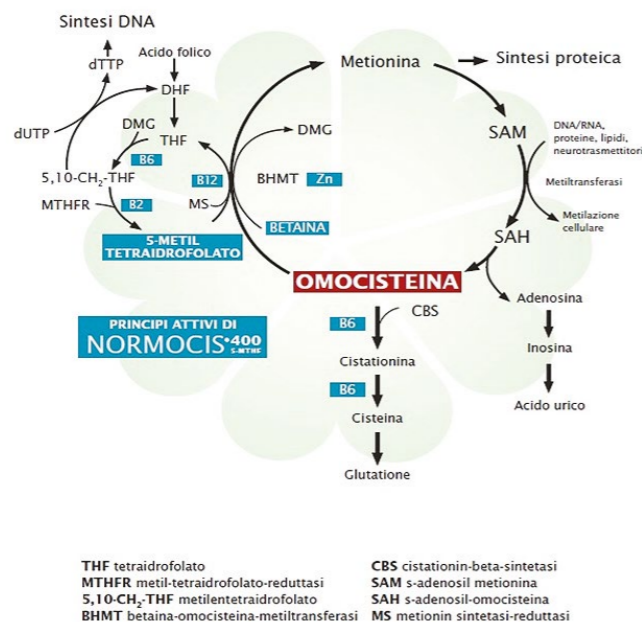 Sintesi DNA
dTTP
Acido folico
DHF
dUTP
DMG
THF
B6
5,10-CH₂-THF
MTHFR
B2
B12
MS
5-METIL
TETRAIDROFOLATO
Metionina
Sintesi proteica
DMG
BHMT
Zn
BETAINA
SAM
DNA/RNA,
proteine, lipidi,
neurotrasmettitori
Metiltransferasi
Metilazione
cellulare
SAH
OMOCISTEINA
Adenosina
Inosina
Acido urico
PRINCIPI ATTIVI DI
NORMOCIS•400
5-MTHF
B6
CBS
Cistationina
B6
Cisteina
Glutatione
THF tetraidrofolato
MTHFR metil-tetraidrofolato-reduttasi
5,10-CH₂-THF metilentetraidrofolato
BHMT betaina-omocisteina-metiltransferasi
CBS cistationin-beta-sintetasi
SAM s-adenosil metionina
SAH s-adenosil-omocisteina
MS metionin sintetasi-reduttasi